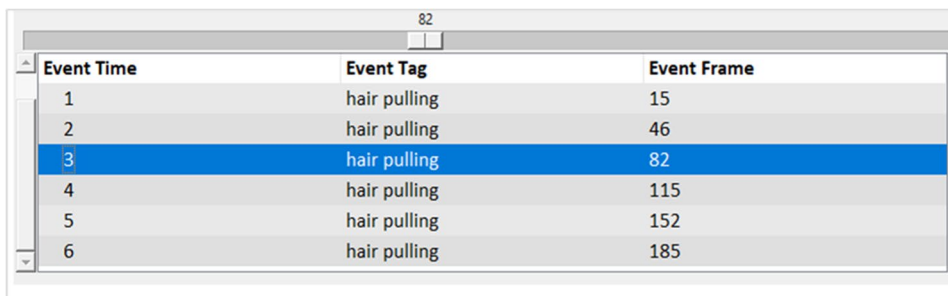 82
Event Time Event Tag Event Frame
1 hair pulling 15
2 hair pulling 46
3 hair pulling 82
4 hair pulling 115
5 hair pulling 152
6 hair pulling 185